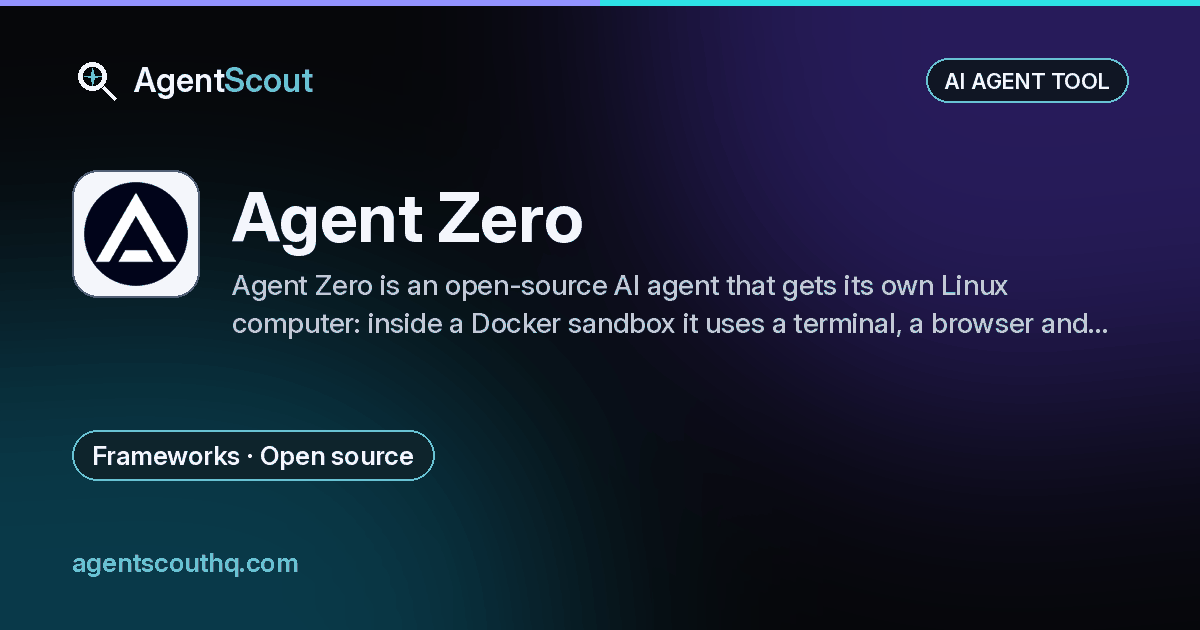 AgentScout
AI AGENT TOOL
Agent Zero
Agent Zero is an open-source AI agent that gets its own Linux
computer: inside a Docker sandbox it uses a terminal, a browser and...
Frameworks · Open source
agentscouthq.com